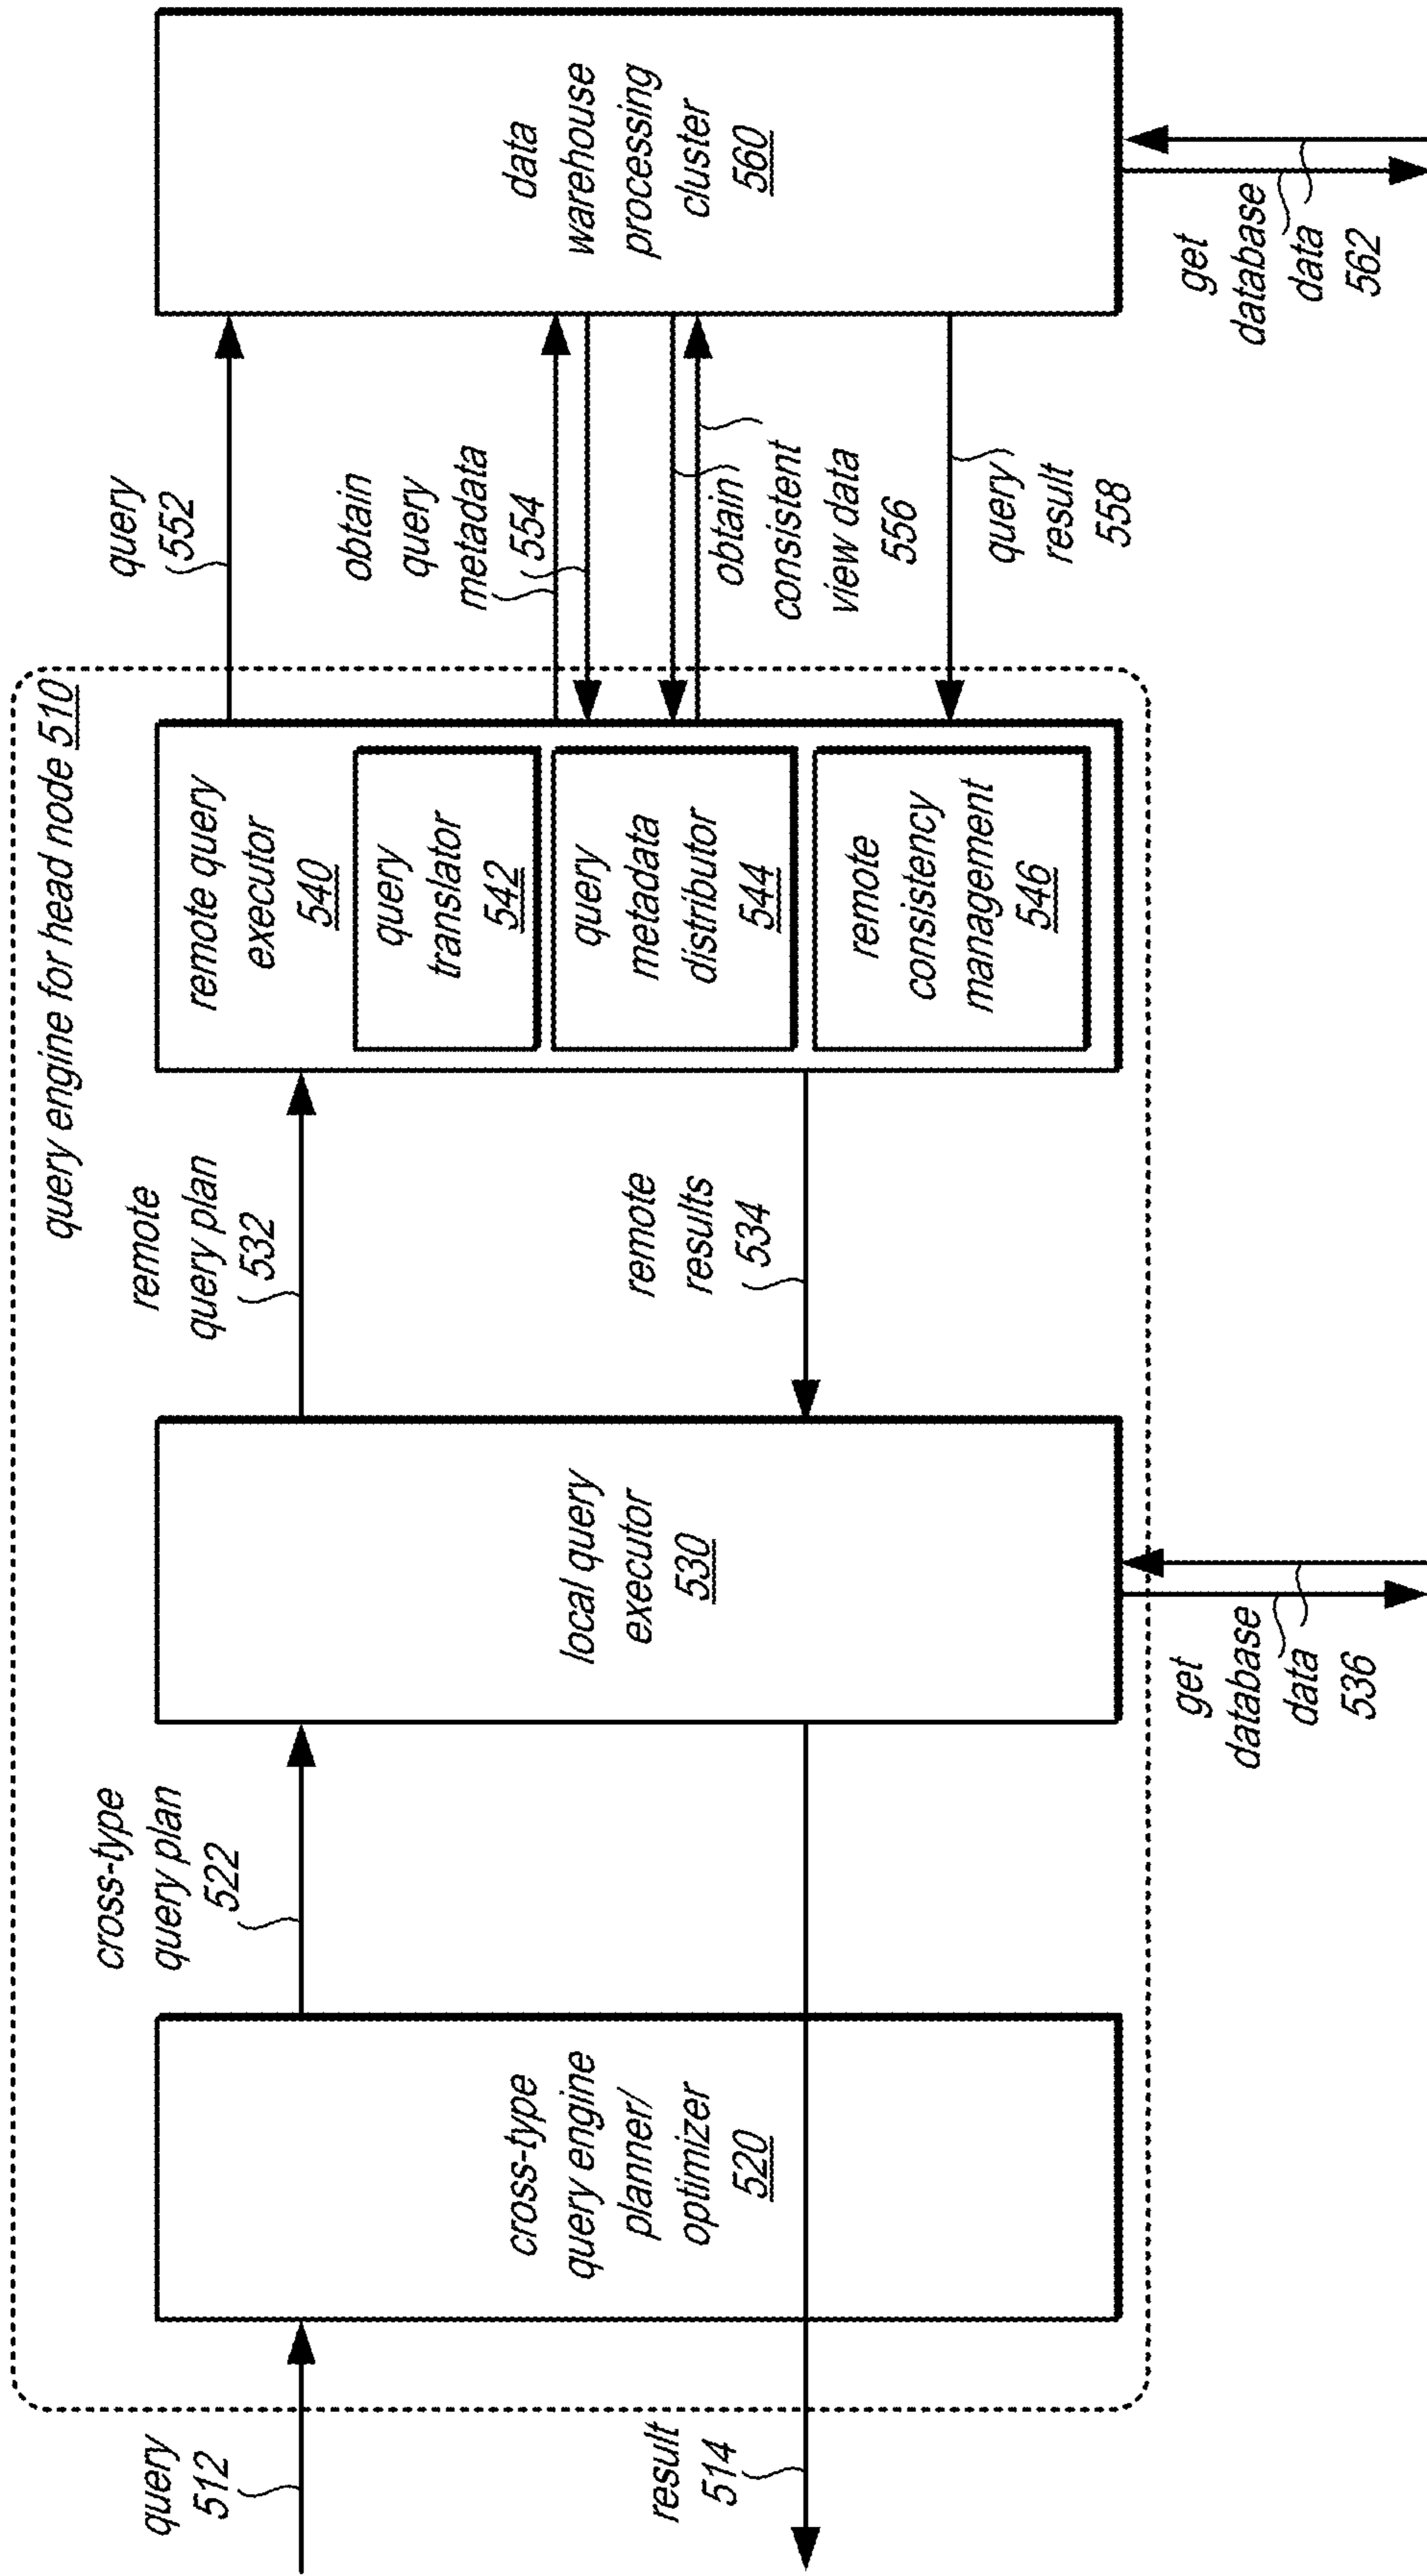 query engine for head node 510
query
512
result
514
cross-type
query engine
planner/
optimizer
520
cross-type
query plan
522
local query
executor
530
get
database
data
536
remote
query plan
532
remote
results
534
remote query
executor
540
query
translator
542
query
metadata
distributor
544
remote
consistency
management
546
query
552
obtain
query
metadata
554
obtain
consistent
view data
556
query
result
558
data
warehouse
processing
cluster
560
get
database
data
562